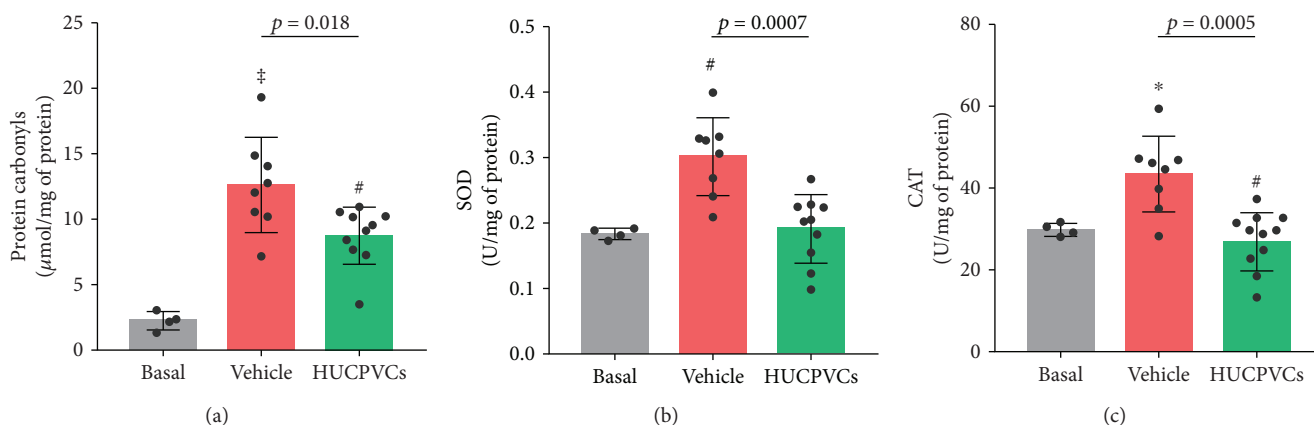 p = 0.018
25
20
15
10
5
0
Protein carbonyls
(μmol/mg of protein)
‡
#
Basal
Vehicle
HUCPVCs
(a)
p = 0.0007
0.5
0.4
0.3
0.2
0.1
0.0
SOD
(U/mg of protein)
#
Basal
Vehicle
HUCPVCs
(b)
p = 0.0005
80
60
40
20
0
CAT
(U/mg of protein)
*
#
Basal
Vehicle
HUCPVCs
(c)